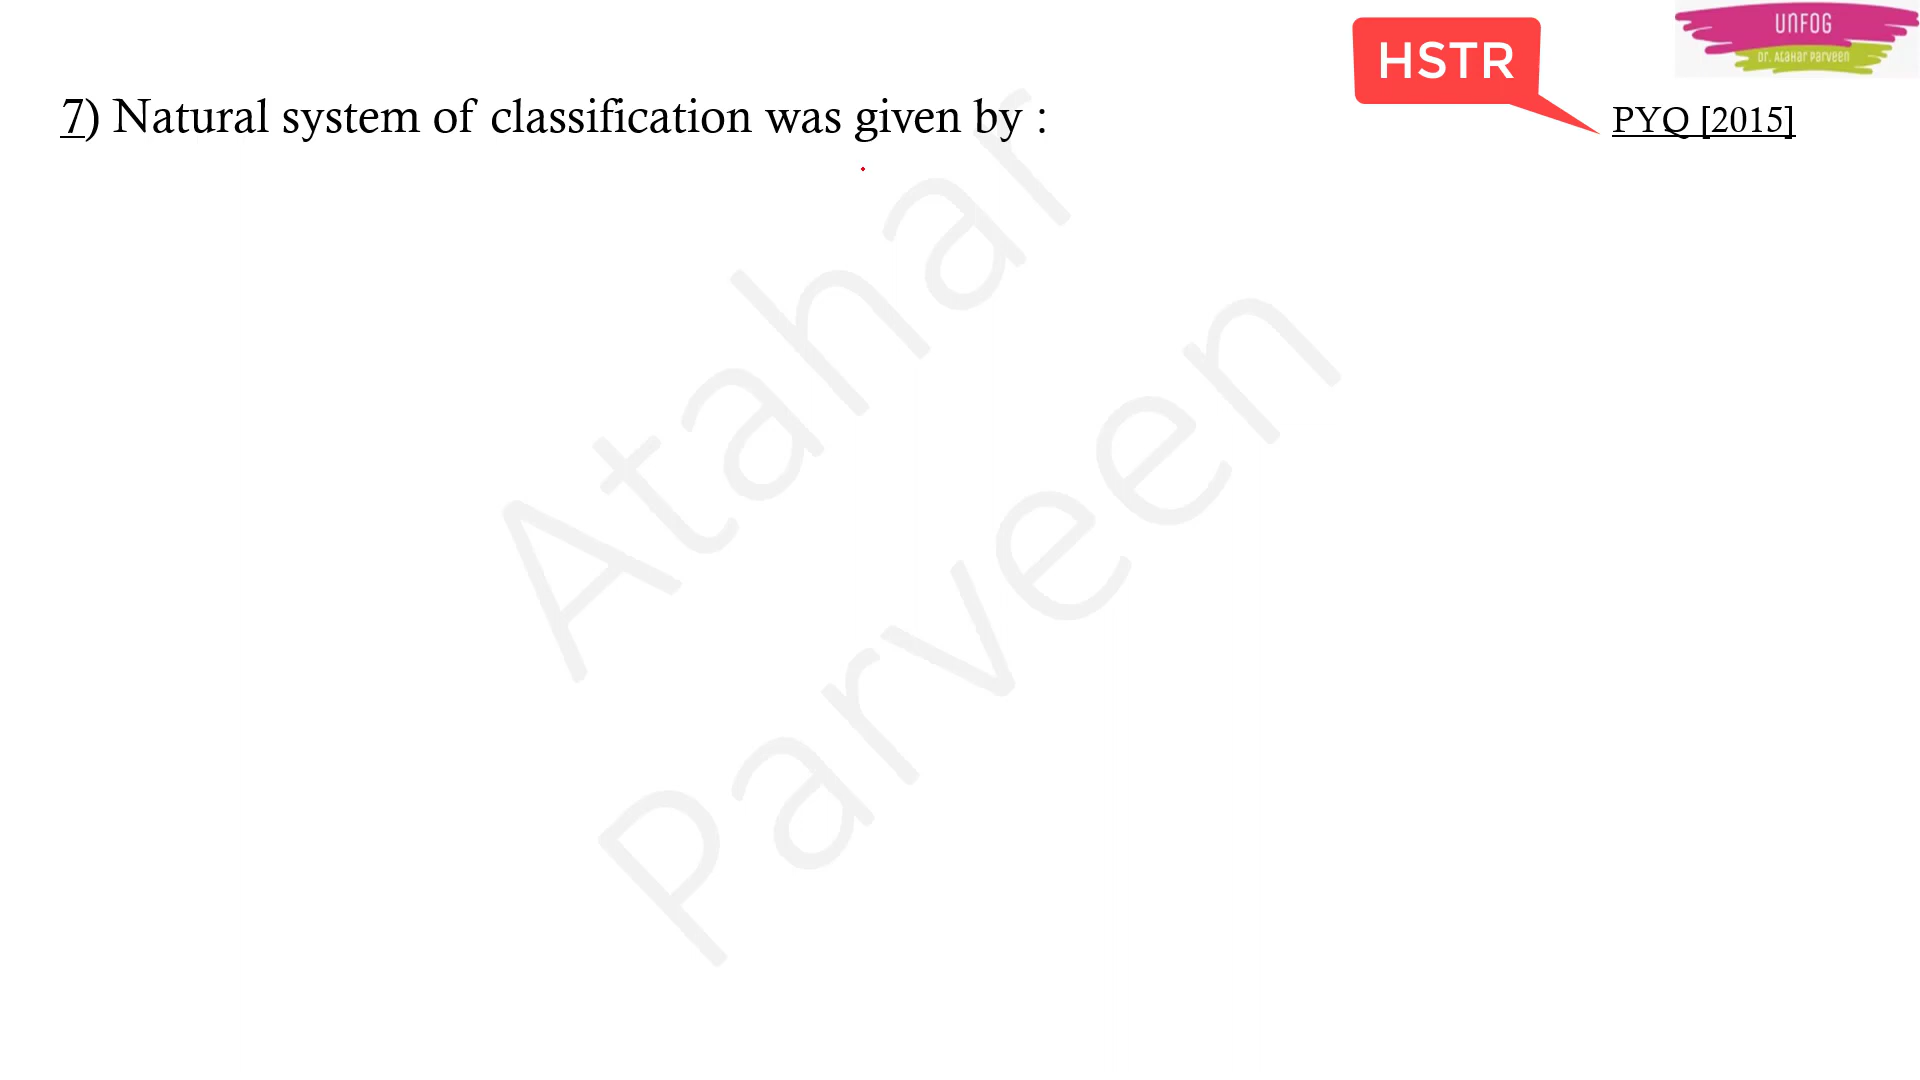 UNFOG
Dr. Atahar Parveen
HSTR
7) Natural system of classification was given by :
PYQ [2015]
Atahar
Parveen